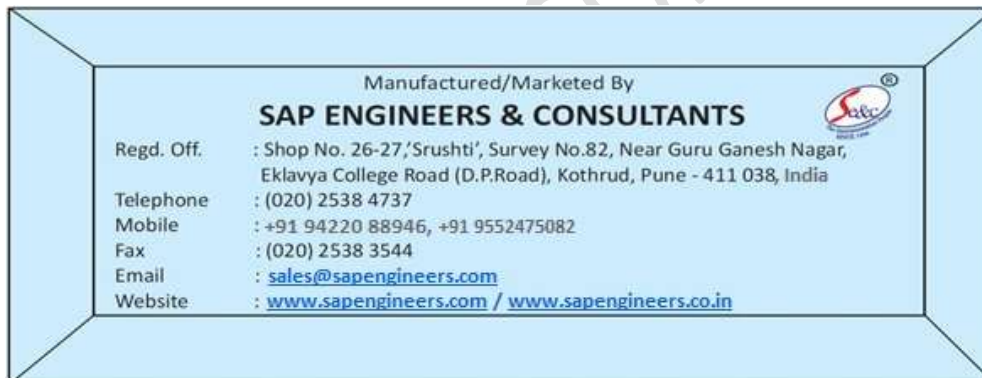 Manufactured/Marketed By
SAP ENGINEERS & CONSULTANTS
Regd. Off. : Shop No. 26-27,'Srushti', Survey No.82, Near Guru Ganesh Nagar,
Eklavya College Road (D.P.Road), Kothrud, Pune - 411 038, India
Telephone : (020) 2538 4737
Mobile : +91 94220 88946, +91 9552475082
Fax : (020) 2538 3544
Email : sales@sapengineers.com
Website : www.sapengineers.com / www.sapengineers.co.in
®